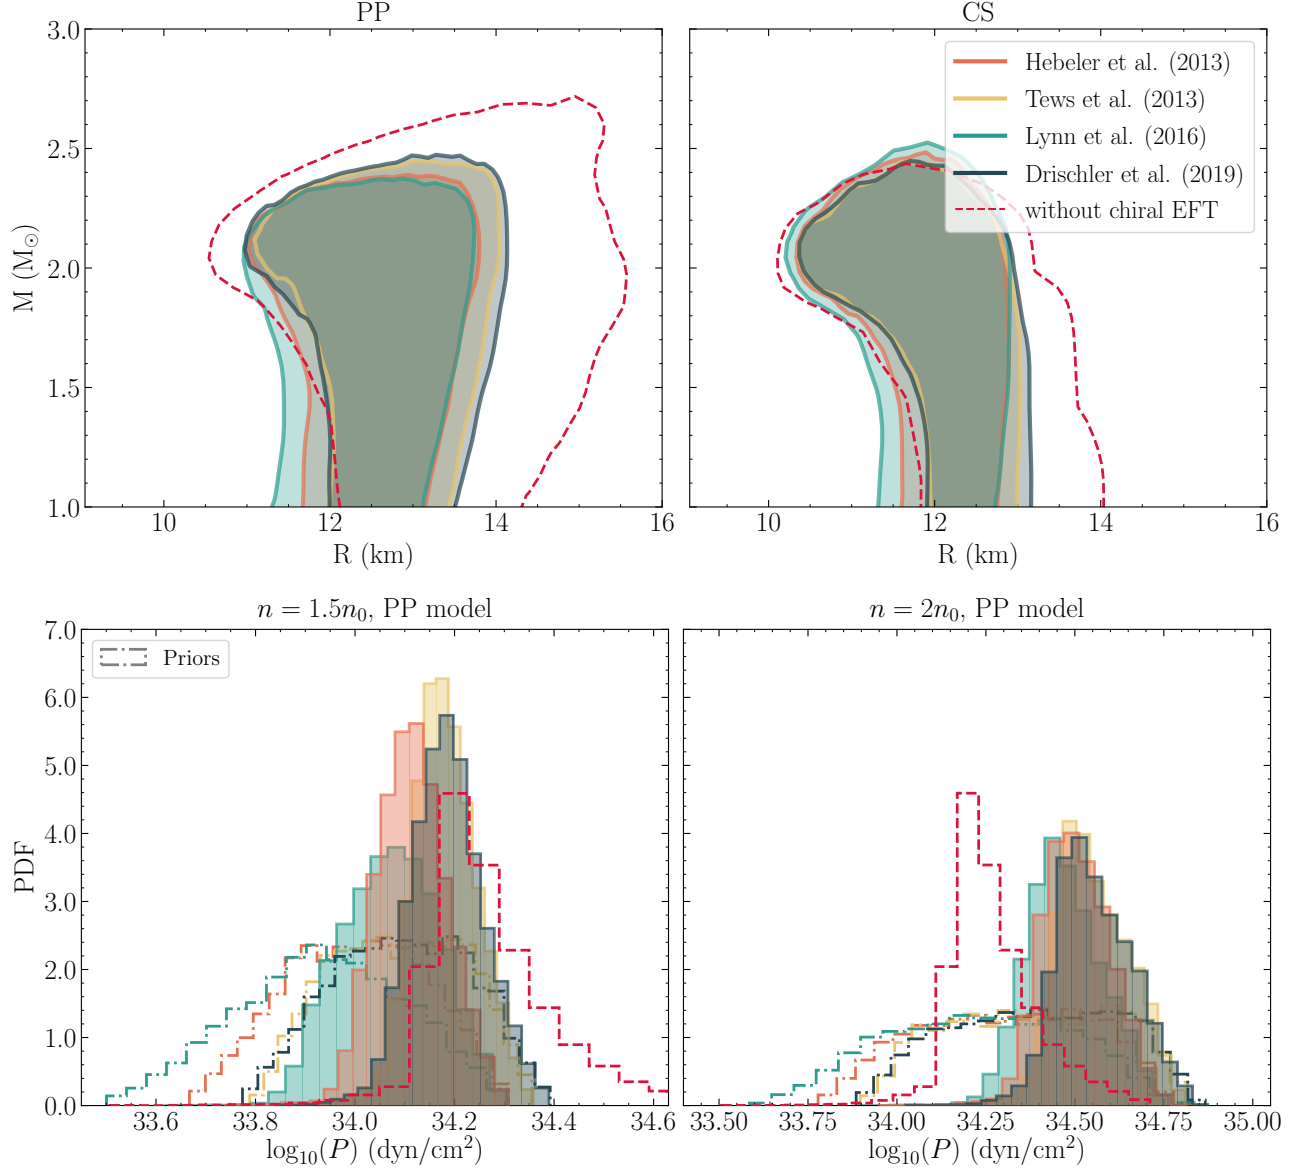 PP
CS
3.0
2.5
2.0
1.5
1.0
M (M⊙)
10
12
14
16
R (km)
10
12
14
16
R (km)
Hebeler et al. (2013)
Tews et al. (2013)
Lynn et al. (2016)
Drischler et al. (2019)
without chiral EFT
n = 1.5n₀, PP model
n = 2n₀, PP model
7.0
6.0
5.0
4.0
3.0
2.0
1.0
0.0
PDF
Priors
33.6
33.8
34.0
34.2
34.4
34.6
log₁₀(P) (dyn/cm²)
33.50
33.75
34.00
34.25
34.50
34.75
35.00
log₁₀(P) (dyn/cm²)